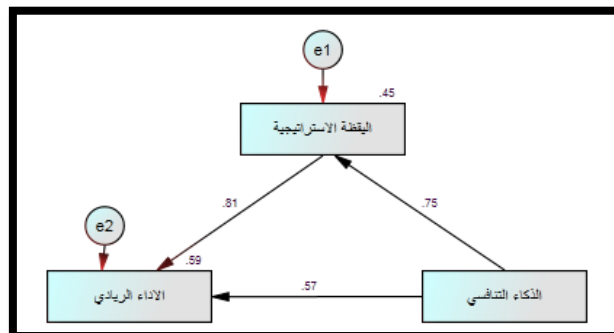 e1
.45
اليقظة الاستراتيجية
.81
.75
e2
.59
الاداء الريادي
.57
الذكاء التنافسي